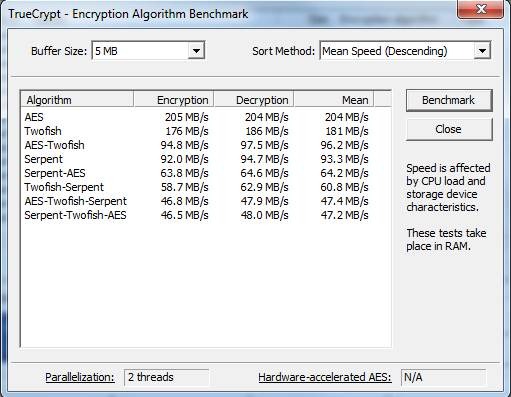 TrueCrypt - Encryption Algorithm Benchmark
Buffer Size: 5 MB Sort Method: Mean Speed (Descending)
Algorithm Encryption Decryption Mean
AES 205 MB/s 204 MB/s 204 MB/s
Twofish 176 MB/s 186 MB/s 181 MB/s
AES-Twofish 94.8 MB/s 97.5 MB/s 96.2 MB/s
Serpent 92.0 MB/s 94.7 MB/s 93.3 MB/s
Serpent-AES 63.8 MB/s 64.6 MB/s 64.2 MB/s
Twofish-Serpent 58.7 MB/s 62.9 MB/s 60.8 MB/s
AES-Twofish-Serpent 46.8 MB/s 47.9 MB/s 47.4 MB/s
Serpent-Twofish-AES 46.5 MB/s 48.0 MB/s 47.2 MB/s
Benchmark
Close
Speed is affected
by CPU load and
storage device
characteristics.
These tests take
place in RAM.
Parallelization: 2 threads Hardware-accelerated AES: N/A